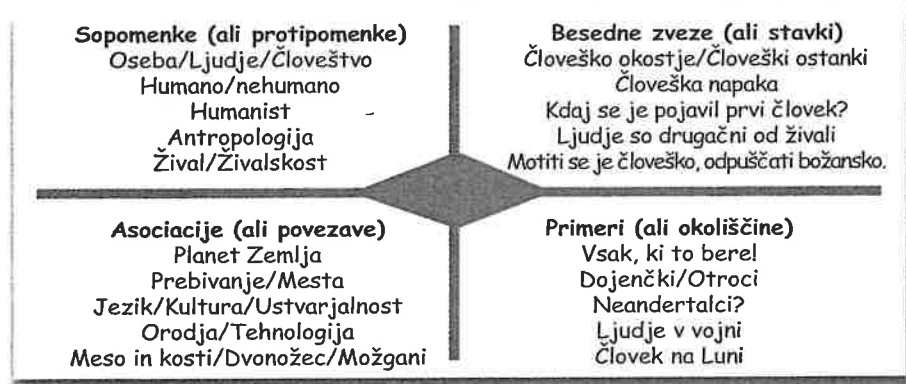 Sopomenke (ali protipomenke)
Oseba/Ljudje/Človeštvo
Humano/nehumano
Humanist
Antropologija
Žival/Živalskost
Besedne zveze (ali stavki)
Človeško okostje/Človeški ostanki
Človeška napaka
Kdaj se je pojavil prvi človek?
Ljudje so drugačni od živali
Motiti se je človeško, odpuščati božansko.
Asociacije (ali povezave)
Planet Zemlja
Prebivanje/Mesta
Jezik/Kultura/Ustvarjalnost
Orodja/Tehnologija
Meso in kosti/Dvonožec/Možgani
Primeri (ali okoliščine)
Vsak, ki to bere!
Dojenčki/Otroci
Neandertalci?
Ljudje v vojni
Človek na Luni